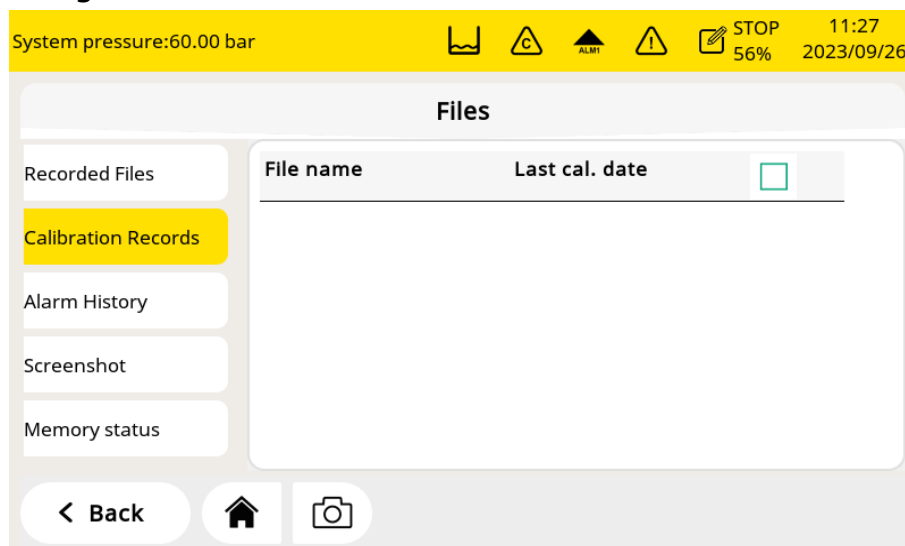 System pressure:60.00 bar
C
ALM1
!
STOP
56%
11:27
2023/09/26
Files
Recorded Files
Calibration Records
Alarm History
Screenshot
Memory status
File name
Last cal. date
Back